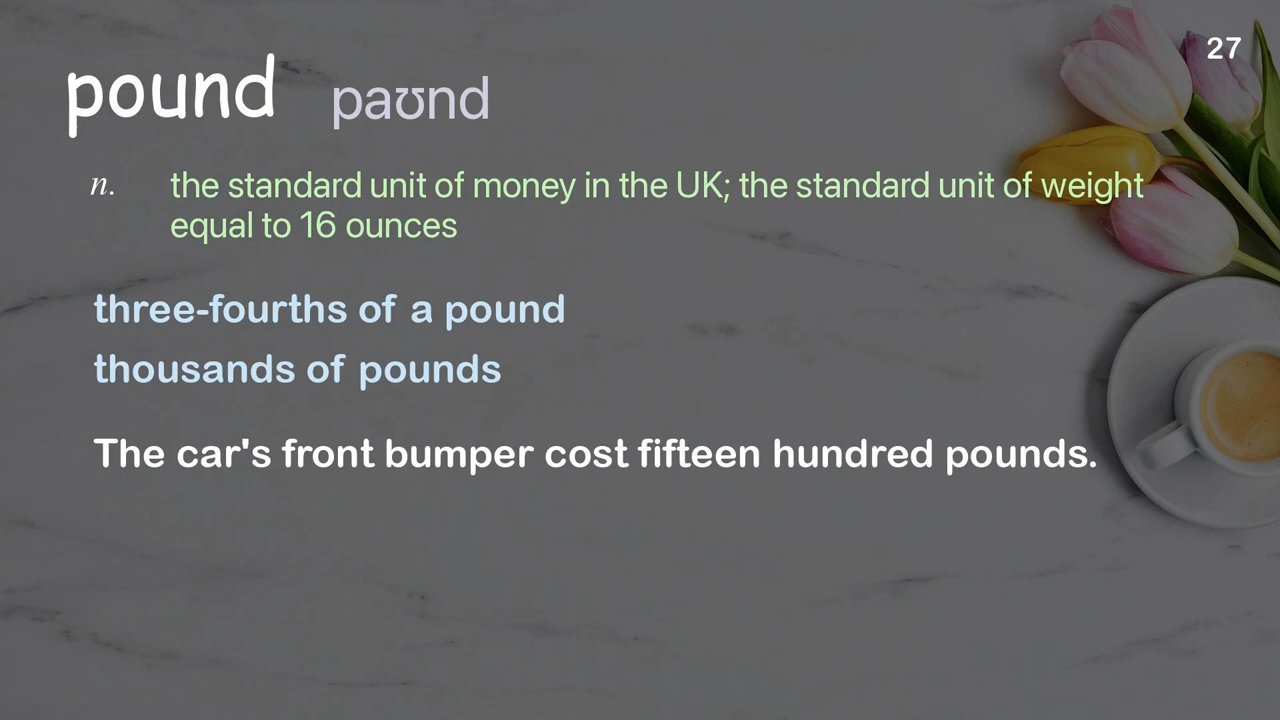 27
pound paʊnd
n. the standard unit of money in the UK; the standard unit of weight
equal to 16 ounces
three-fourths of a pound
thousands of pounds
The car's front bumper cost fifteen hundred pounds.